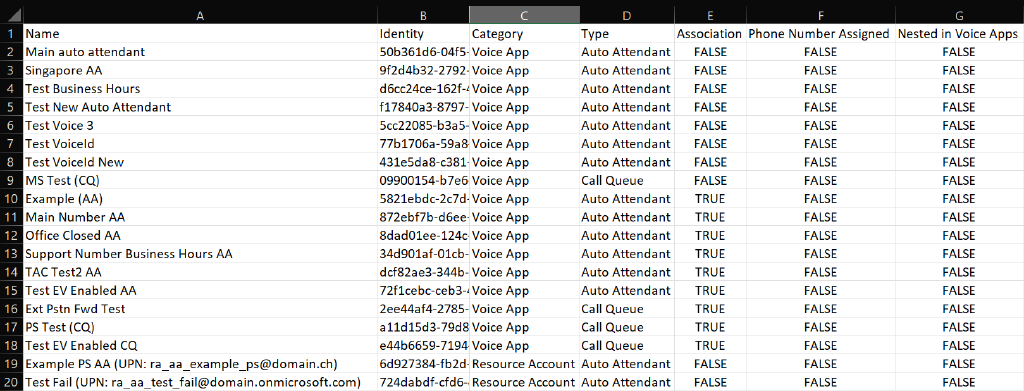 A B C D E F G
1 Name Identity Category Type Association Phone Number Assigned Nested in Voice Apps
2 Main auto attendant 50b361d6-04f5- Voice App Auto Attendant FALSE FALSE FALSE
3 Singapore AA 9f2d4b32-2792- Voice App Auto Attendant FALSE FALSE FALSE
4 Test Business Hours d6cc24ce-162f-4 Voice App Auto Attendant FALSE FALSE FALSE
5 Test New Auto Attendant f17840a3-8797- Voice App Auto Attendant FALSE FALSE FALSE
6 Test Voice 3 5cc22085-b3a5- Voice App Auto Attendant FALSE FALSE FALSE
7 Test VoiceId 77b1706a-59a8- Voice App Auto Attendant FALSE FALSE FALSE
8 Test VoiceId New 431e5da8-c381- Voice App Auto Attendant FALSE FALSE FALSE
9 MS Test (CQ) 09900154-b7e6 Voice App Call Queue FALSE FALSE FALSE
10 Example (AA) 5821ebdc-2c7d- Voice App Auto Attendant TRUE FALSE FALSE
11 Main Number AA 872ebf7b-d6ee- Voice App Auto Attendant TRUE FALSE FALSE
12 Office Closed AA 8dad01ee-124c Voice App Auto Attendant TRUE FALSE FALSE
13 Support Number Business Hours AA 34d901af-01cb- Voice App Auto Attendant TRUE FALSE FALSE
14 TAC Test2 AA dcf82ae3-344b- Voice App Auto Attendant TRUE FALSE FALSE
15 Test EV Enabled AA 72f1cebc-ceb3-4 Voice App Auto Attendant TRUE FALSE FALSE
16 Ext Pstn Fwd Test 2ee44af4-2785- Voice App Call Queue TRUE FALSE FALSE
17 PS Test (CQ) a11d15d3-79d8 Voice App Call Queue TRUE FALSE FALSE
18 Test EV Enabled CQ e44b6659-7194- Voice App Call Queue TRUE FALSE FALSE
19 Example PS AA (UPN: ra_aa_example_ps@domain.ch) 6d927384-fb2d- Resource Account Auto Attendant FALSE FALSE FALSE
20 Test Fail (UPN: ra_aa_test_fail@domain.onmicrosoft.com) 724dabdf-cfd6- Resource Account Auto Attendant FALSE FALSE FALSE